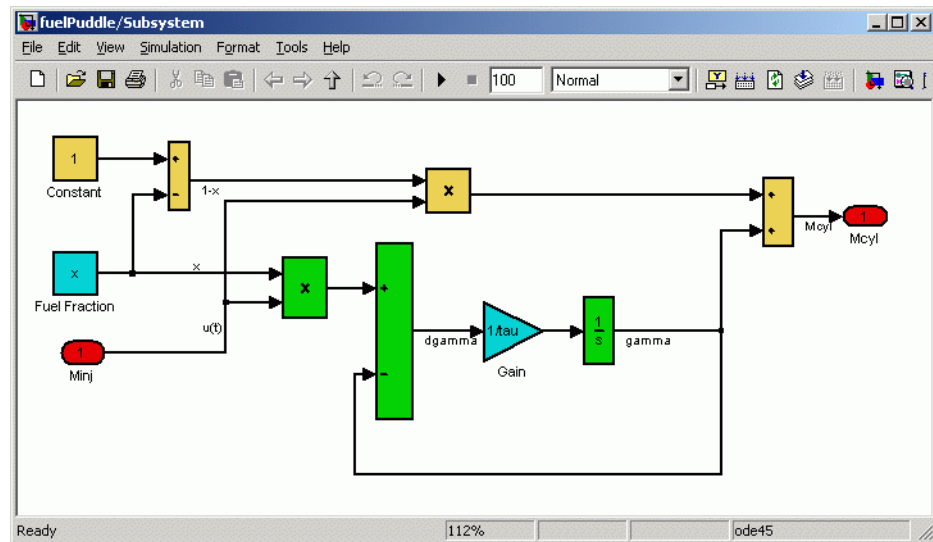 fuelPuddle/Subsystem
File Edit View Simulation Format Tools Help
100 Normal
1
Constant
+
-
1-x
x
+
+
Mcyl
1
Mcyl
x
Fuel Fraction
x
x
u(t)
1
Minj
+
-
dgamma
1/tau
Gain
1
s
gamma
Ready 112% ode45